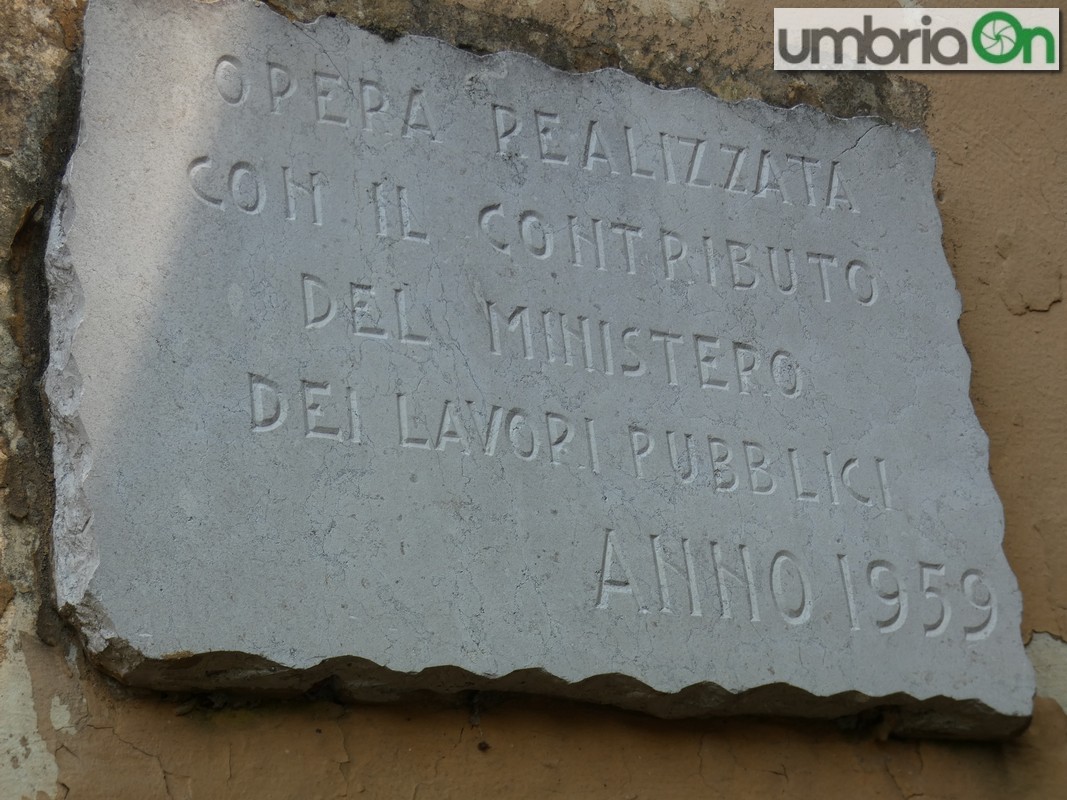 umbriaOn
OPERA REALIZZATA
CON IL CONTRIBUTO
DEL MINISTERO
DEI LAVORI PUBBLICI
ANNO 1959